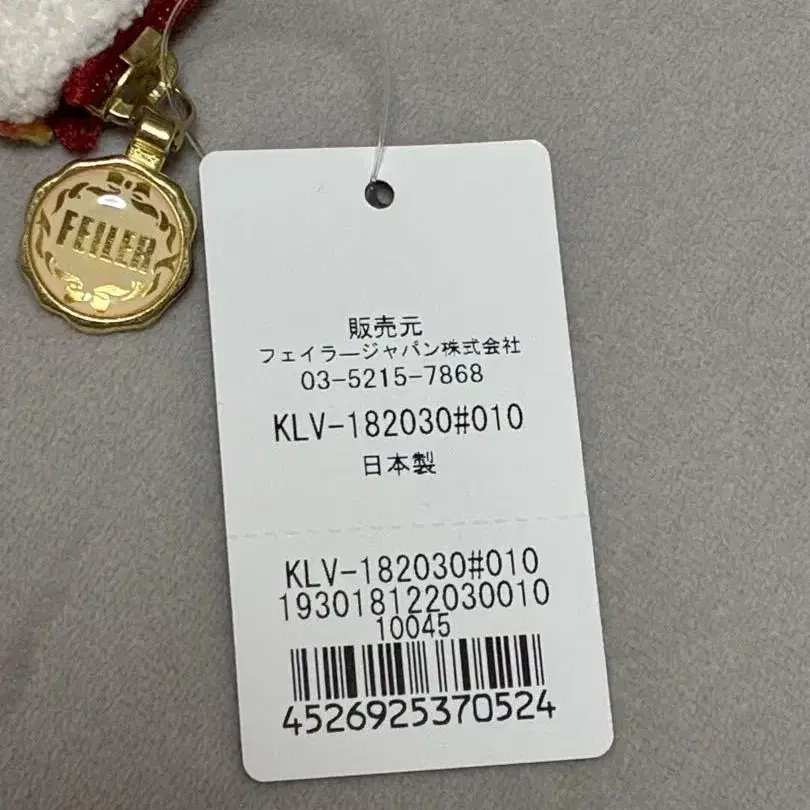 FEILER
販売元
フェイラージャパン株式会社
03-5215-7868
KLV-182030#010
日本製
KLV-182030#010
193018122030010
10045
4526925370524